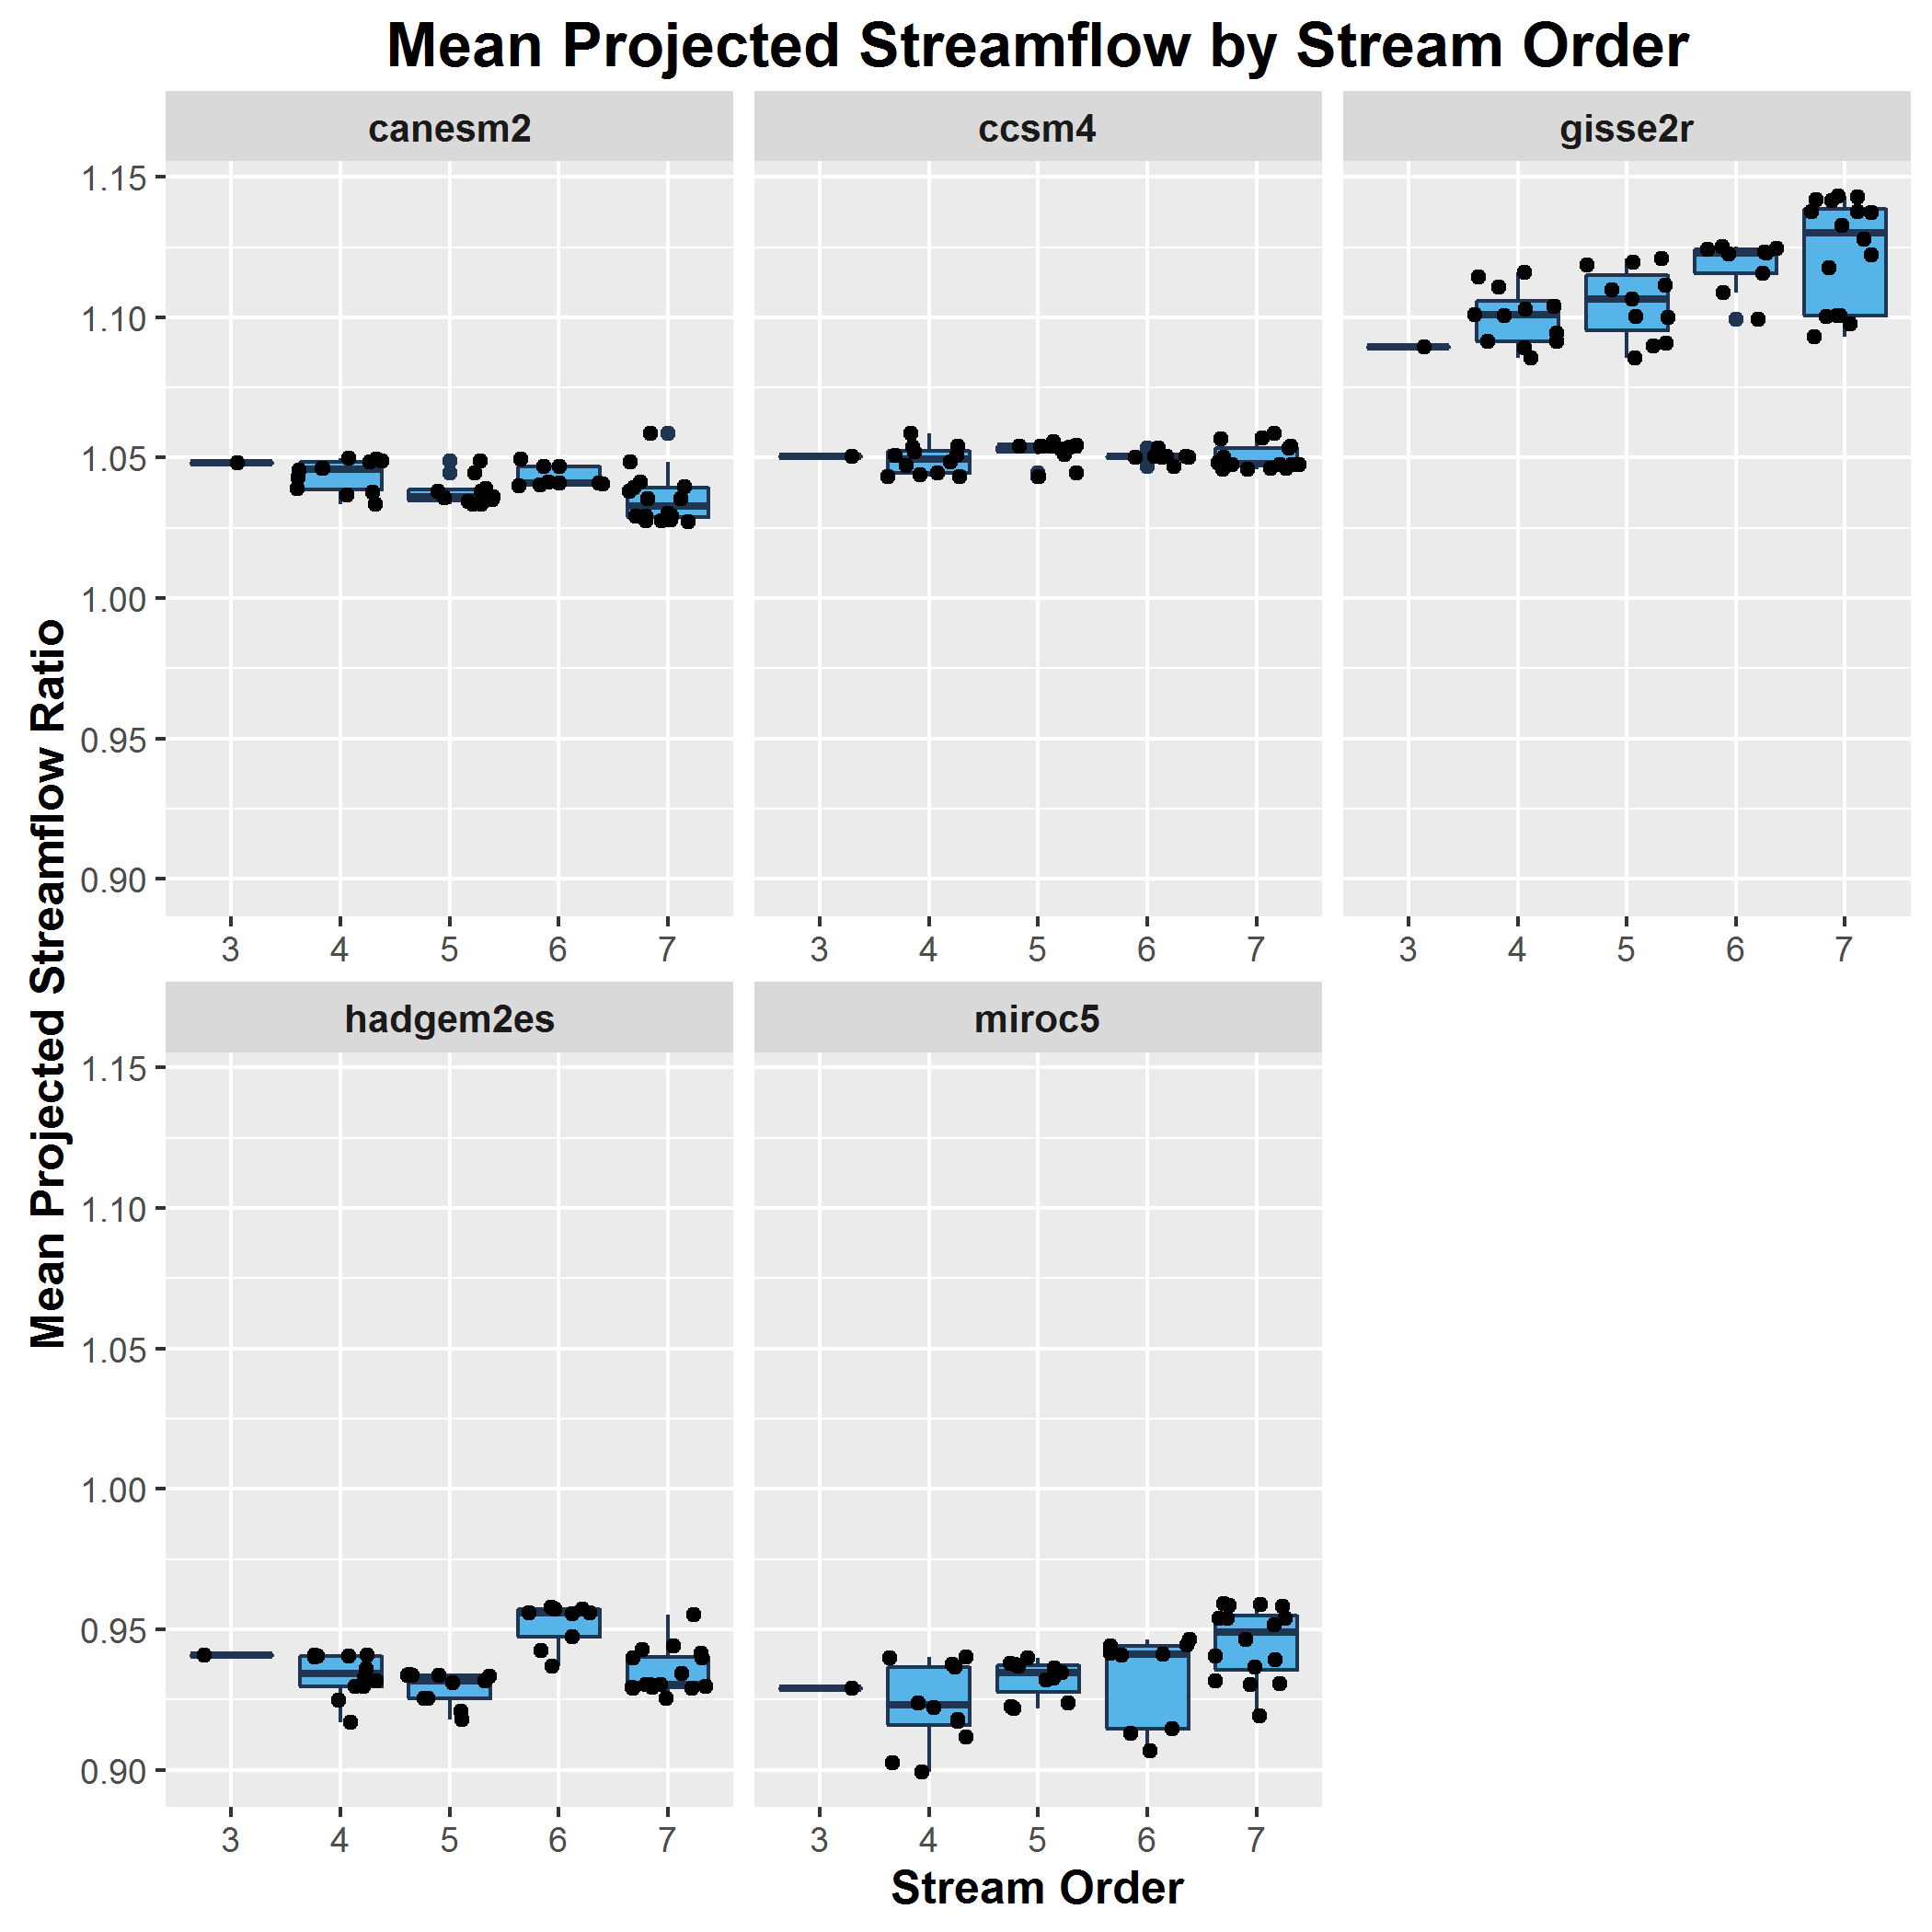 Mean Projected Streamflow by Stream Order
canesm2
ccsm4
gisse2r
1.15
1.10
1.05
1.00
0.95
0.90
3 4 5 6 7
3 4 5 6 7
3 4 5 6 7
Mean Projected Streamflow Ratio
hadgem2es
miroc5
1.15
1.10
1.05
1.00
0.95
0.90
3 4 5 6 7
3 4 5 6 7
Stream Order